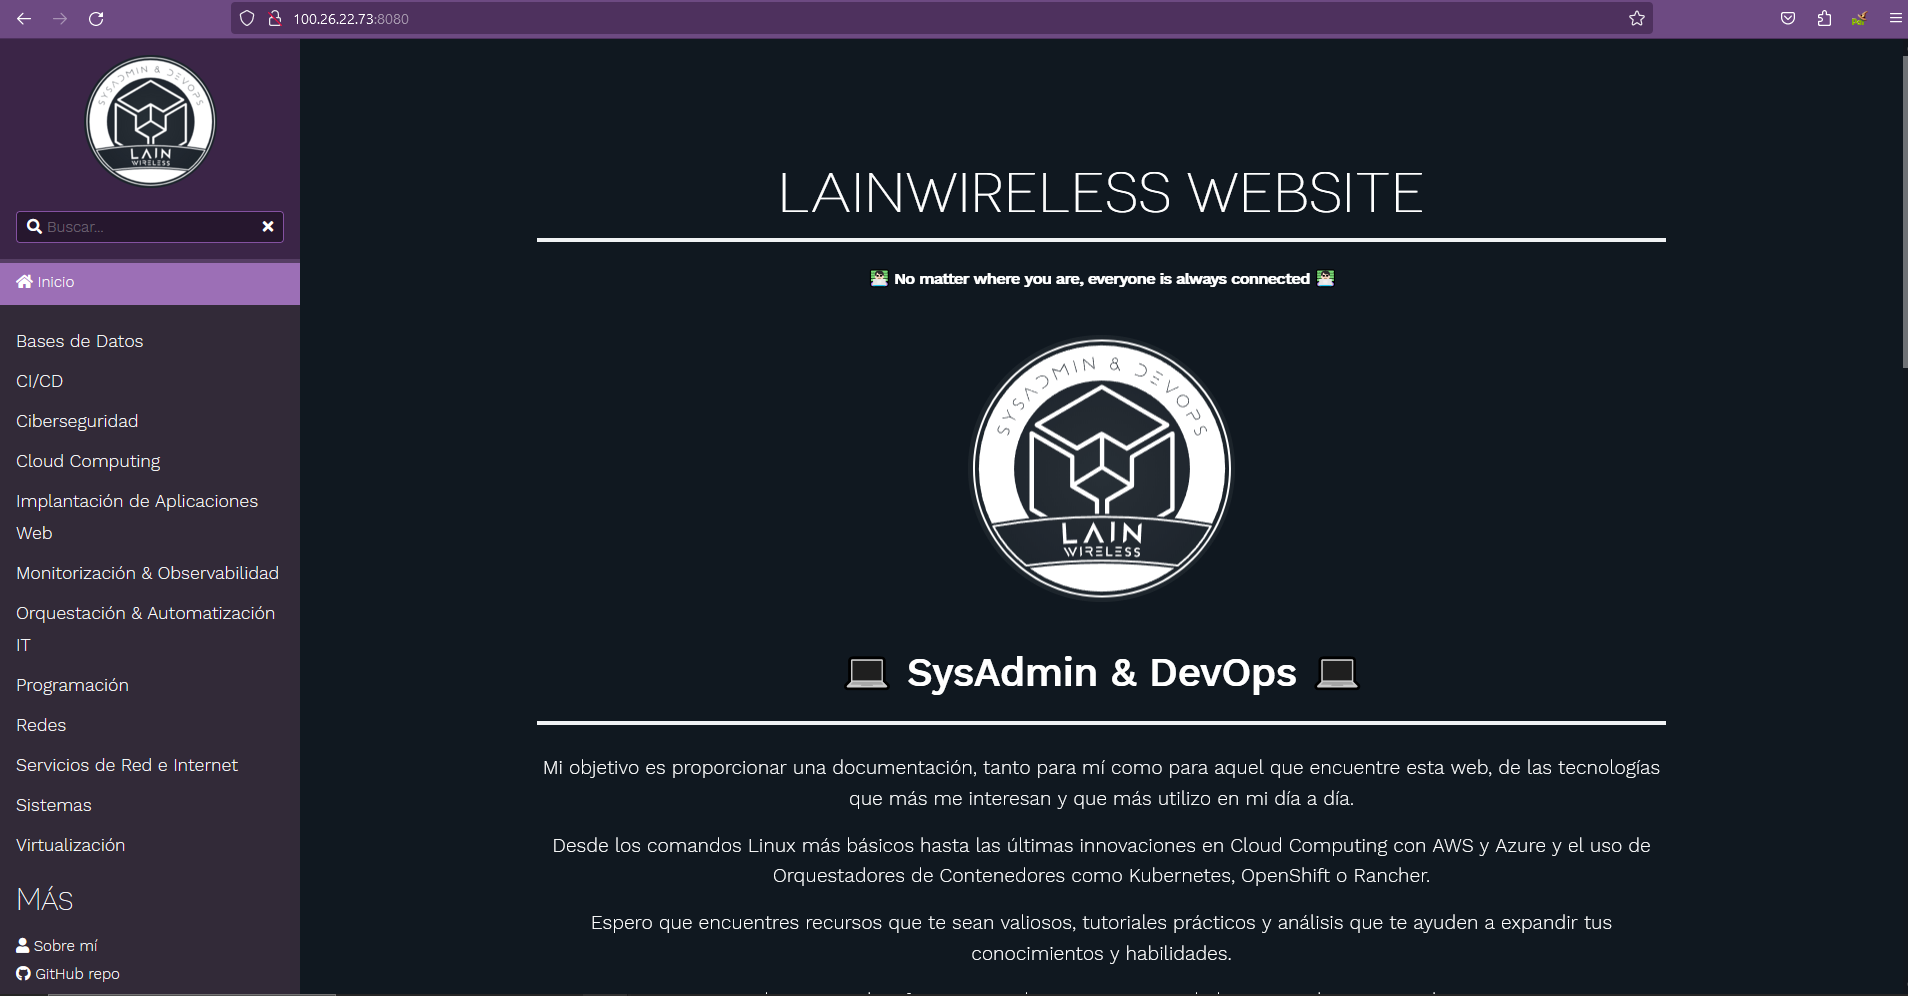 100.26.22.73:8080
SYSADMIN & DEVOPS
LAIN
WIRELESS
Buscar...
Inicio
Bases de Datos
CI/CD
Ciberseguridad
Cloud Computing
Implantación de Aplicaciones
Web
Monitorización & Observabilidad
Orquestación & Automatización
IT
Programación
Redes
Servicios de Red e Internet
Sistemas
Virtualización
MÁS
Sobre mí
GitHub repo
LAINWIRELESS WEBSITE
No matter where you are, everyone is always connected
SYSADMIN & DEVOPS
LAIN
WIRELESS
SysAdmin & DevOps
Mi objetivo es proporcionar una documentación, tanto para mí como para aquel que encuentre esta web, de las tecnologías
que más me interesan y que más utilizo en mi día a día.
Desde los comandos Linux más básicos hasta las últimas innovaciones en Cloud Computing con AWS y Azure y el uso de
Orquestadores de Contenedores como Kubernetes, OpenShift o Rancher.
Espero que encuentres recursos que te sean valiosos, tutoriales prácticos y análisis que te ayuden a expandir tus
conocimientos y habilidades.